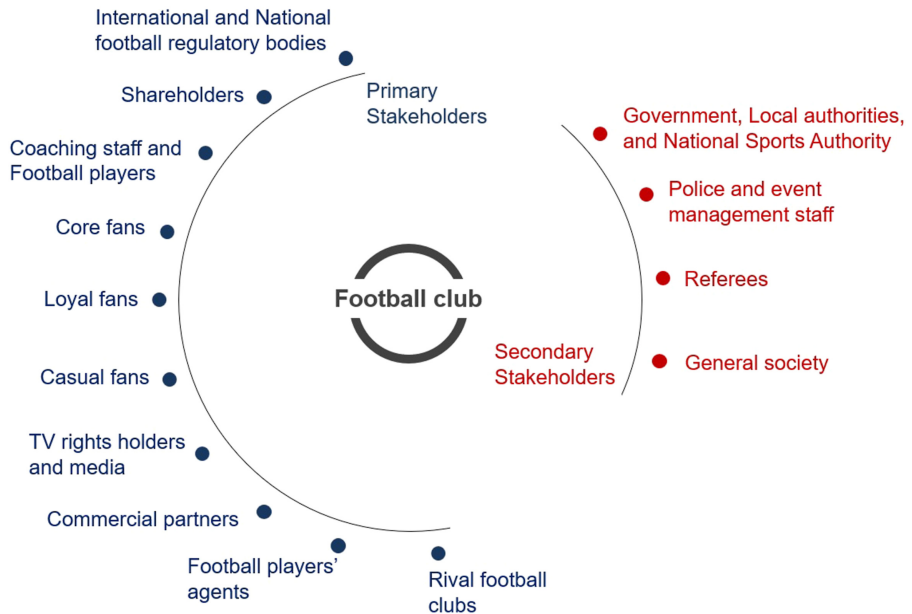 International and National
football regulatory bodies
Shareholders
Coaching staff and
Football players
Core fans
Loyal fans
Casual fans
TV rights holders
and media
Commercial partners
Football players’
agents
Rival football
clubs
Primary
Stakeholders
Football club
Secondary
Stakeholders
Government, Local authorities,
and National Sports Authority
Police and event
management staff
Referees
General society